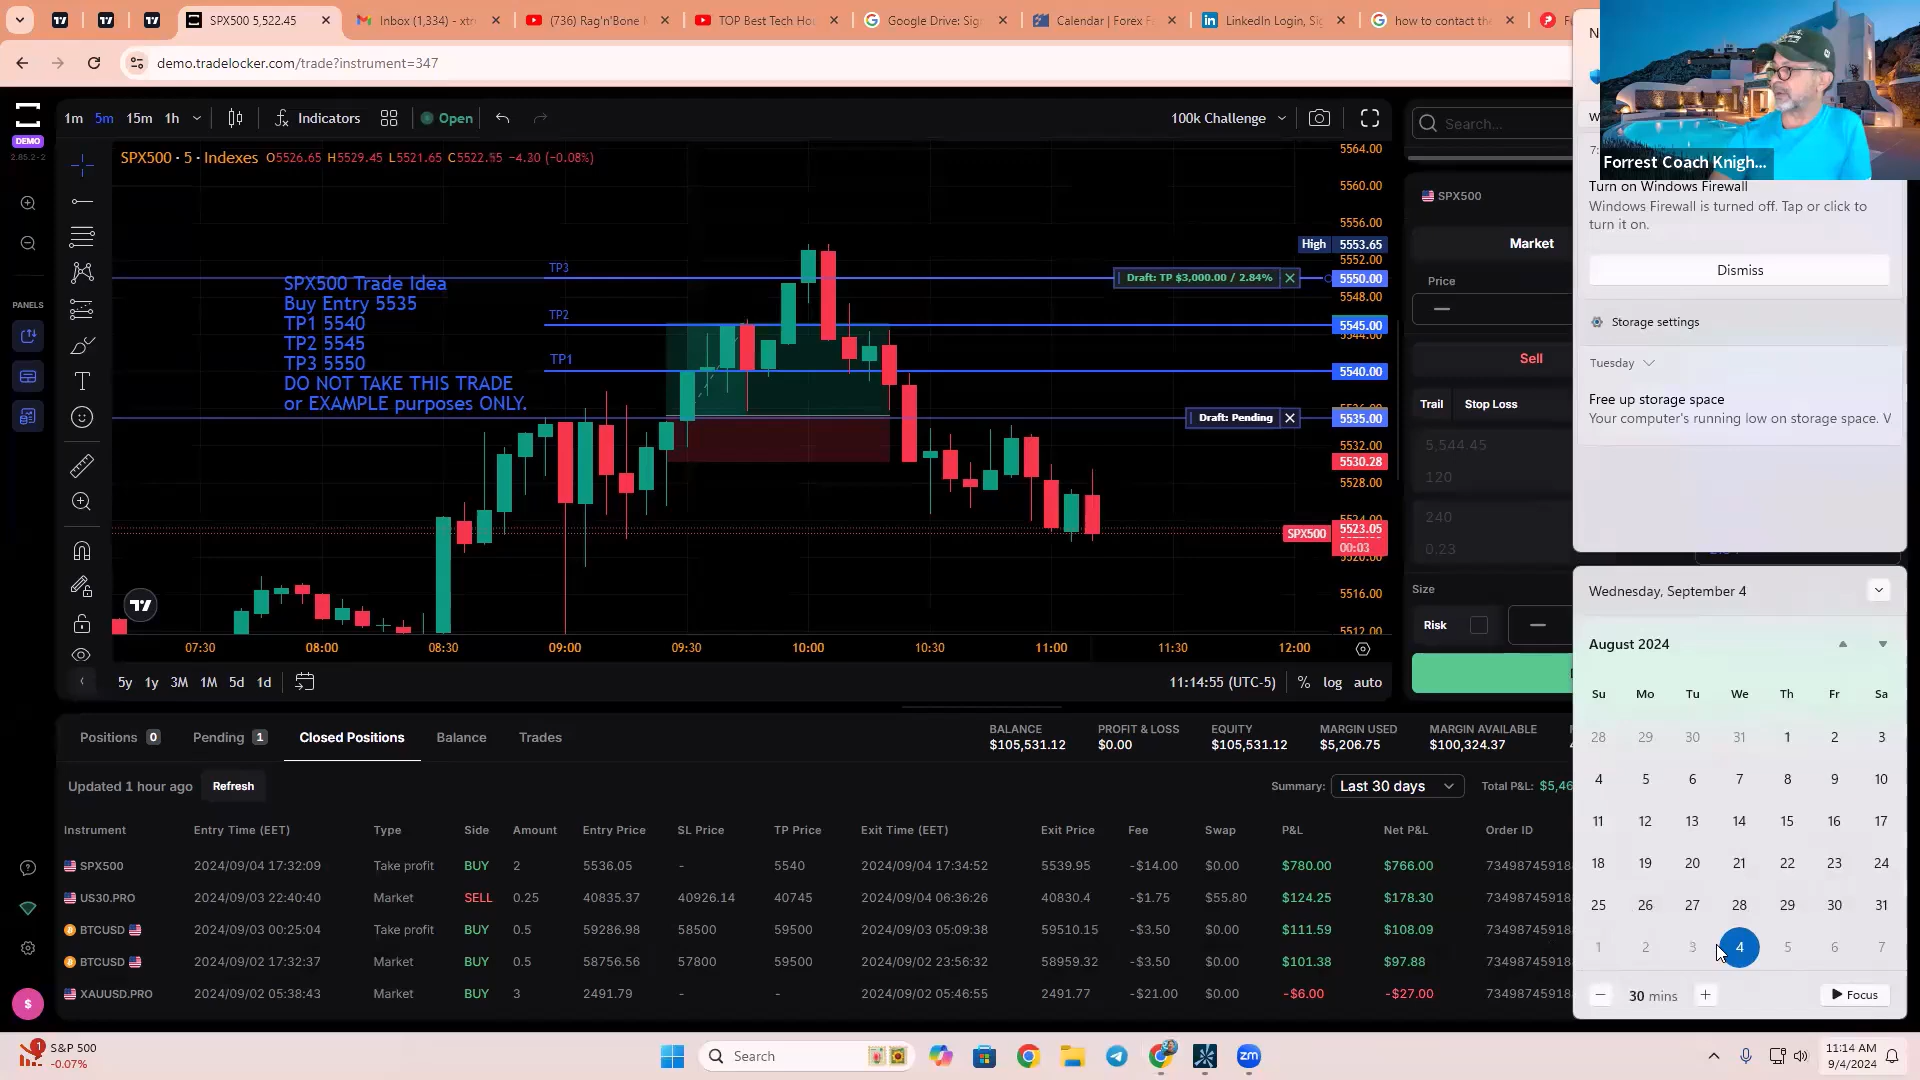 SPX500 5,522.45
Inbox (1,334) - xtr
(736) Rag'n'Bone
TOP Best Tech Ho
Google Drive: Sig
Calendar | Forex F
LinkedIn Login, Sig
how to contact the
demo.tradelocker.com/trade?instrument=347
Forrest Coach Knigh...
1m 5m 15m 1h
Indicators
Open
100k Challenge
Search...
DEMO
2.85.2-2
SPX500 · 5 · Indexes O5526.65 H5529.45 L5521.65 C5522.35 −4.30 (−0.08%)
PANELS
SPX500 Trade Idea
Buy Entry 5535
TP1 5540
TP2 5545
TP3 5550
DO NOT TAKE THIS TRADE
or EXAMPLE purposes ONLY.
TP3
TP2
TP1
Draft: TP $3,000.00 / 2.84%
Draft: Pending
5564.00
5560.00
5556.00
High 5553.65
5552.00
5550.00
5548.00
5545.00
5544.00
5540.00
5535.00
5532.00
5530.28
5528.00
5524.00
SPX500 5523.05
00:03
5520.00
5516.00
5512.00
07:30 08:00 08:30 09:00 09:30 10:00 10:30 11:00 11:30 12:00
5y 1y 3M 1M 5d 1d
11:14:55 (UTC-5) % log auto
SPX500
Market
Price
Sell
Trail Stop Loss
5,544.45
120
240
0.23
Size
Risk
Turn on Windows Firewall
Windows Firewall is turned off. Tap or click to
turn it on.
Dismiss
Storage settings
Tuesday
Free up storage space
Your computer's running low on storage space. V
Wednesday, September 4
August 2024
Su Mo Tu We Th Fr Sa
28 29 30 31 1 2 3
4 5 6 7 8 9 10
11 12 13 14 15 16 17
18 19 20 21 22 23 24
25 26 27 28 29 30 31
1 2 3 4 5 6 7
30 mins
Focus
Positions 0 Pending 1 Closed Positions Balance Trades
BALANCE PROFIT & LOSS EQUITY MARGIN USED MARGIN AVAILABLE
$105,531.12 $0.00 $105,531.12 $5,206.75 $100,324.37
Updated 1 hour ago Refresh
Summary: Last 30 days Total P&L: $5,46
Instrument Entry Time (EET) Type Side Amount Entry Price SL Price TP Price Exit Time (EET) Exit Price Fee Swap P&L Net P&L Order ID
SPX500 2024/09/04 17:32:09 Take profit BUY 2 5536.05 - 5540 2024/09/04 17:34:52 5539.95 -$14.00 $0.00 $780.00 $766.00 73498745918
US30.PRO 2024/09/03 22:40:40 Market SELL 0.25 40835.37 40926.14 40745 2024/09/04 06:36:26 40830.4 -$1.75 $55.80 $124.25 $178.30 73498745918
BTCUSD 2024/09/03 00:25:04 Take profit BUY 0.5 59286.98 58500 59500 2024/09/03 05:09:38 59510.15 -$3.50 $0.00 $111.59 $108.09 73498745918
BTCUSD 2024/09/02 17:32:37 Market BUY 0.5 58756.56 57800 59500 2024/09/02 23:56:32 58959.32 -$3.50 $0.00 $101.38 $97.88 73498745918
XAUUSD.PRO 2024/09/02 05:38:43 Market BUY 3 2491.79 - - 2024/09/02 05:46:55 2491.77 -$21.00 $0.00 -$6.00 -$27.00 73498745918
S&P 500
-0.07%
Search
zm
11:14 AM
9/4/2024